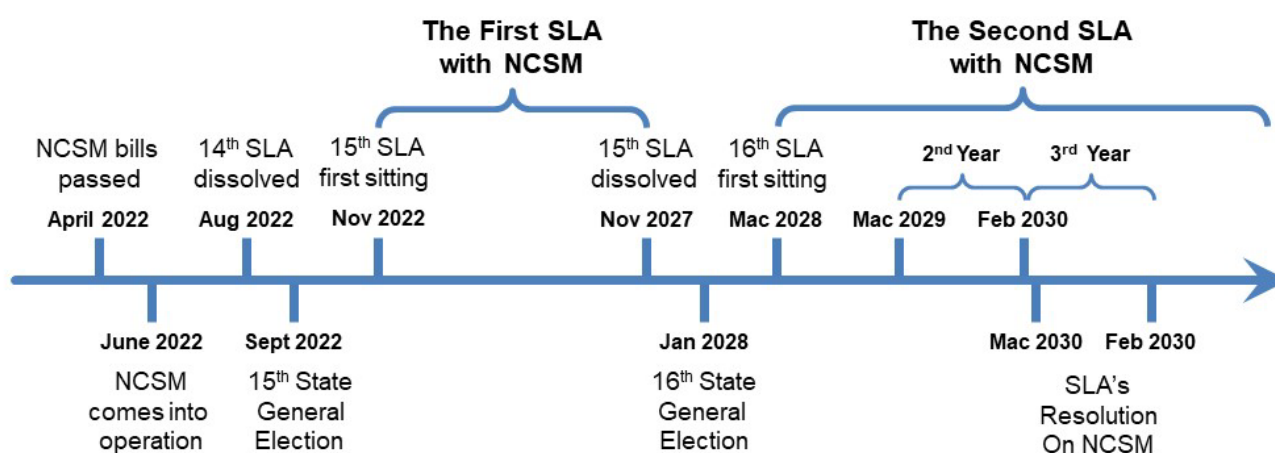 The First SLA
with NCSM
The Second SLA
with NCSM
NCSM bills
passed
April 2022
14th SLA
dissolved
Aug 2022
15th SLA
first sitting
Nov 2022
15th SLA
dissolved
Nov 2027
16th SLA
first sitting
Mac 2028
2nd Year
3rd Year
Mac 2029
Feb 2030
June 2022
NCSM
comes into
operation
Sept 2022
15th State
General
Election
Jan 2028
16th State
General
Election
Mac 2030
Feb 2030
SLA's
Resolution
On NCSM